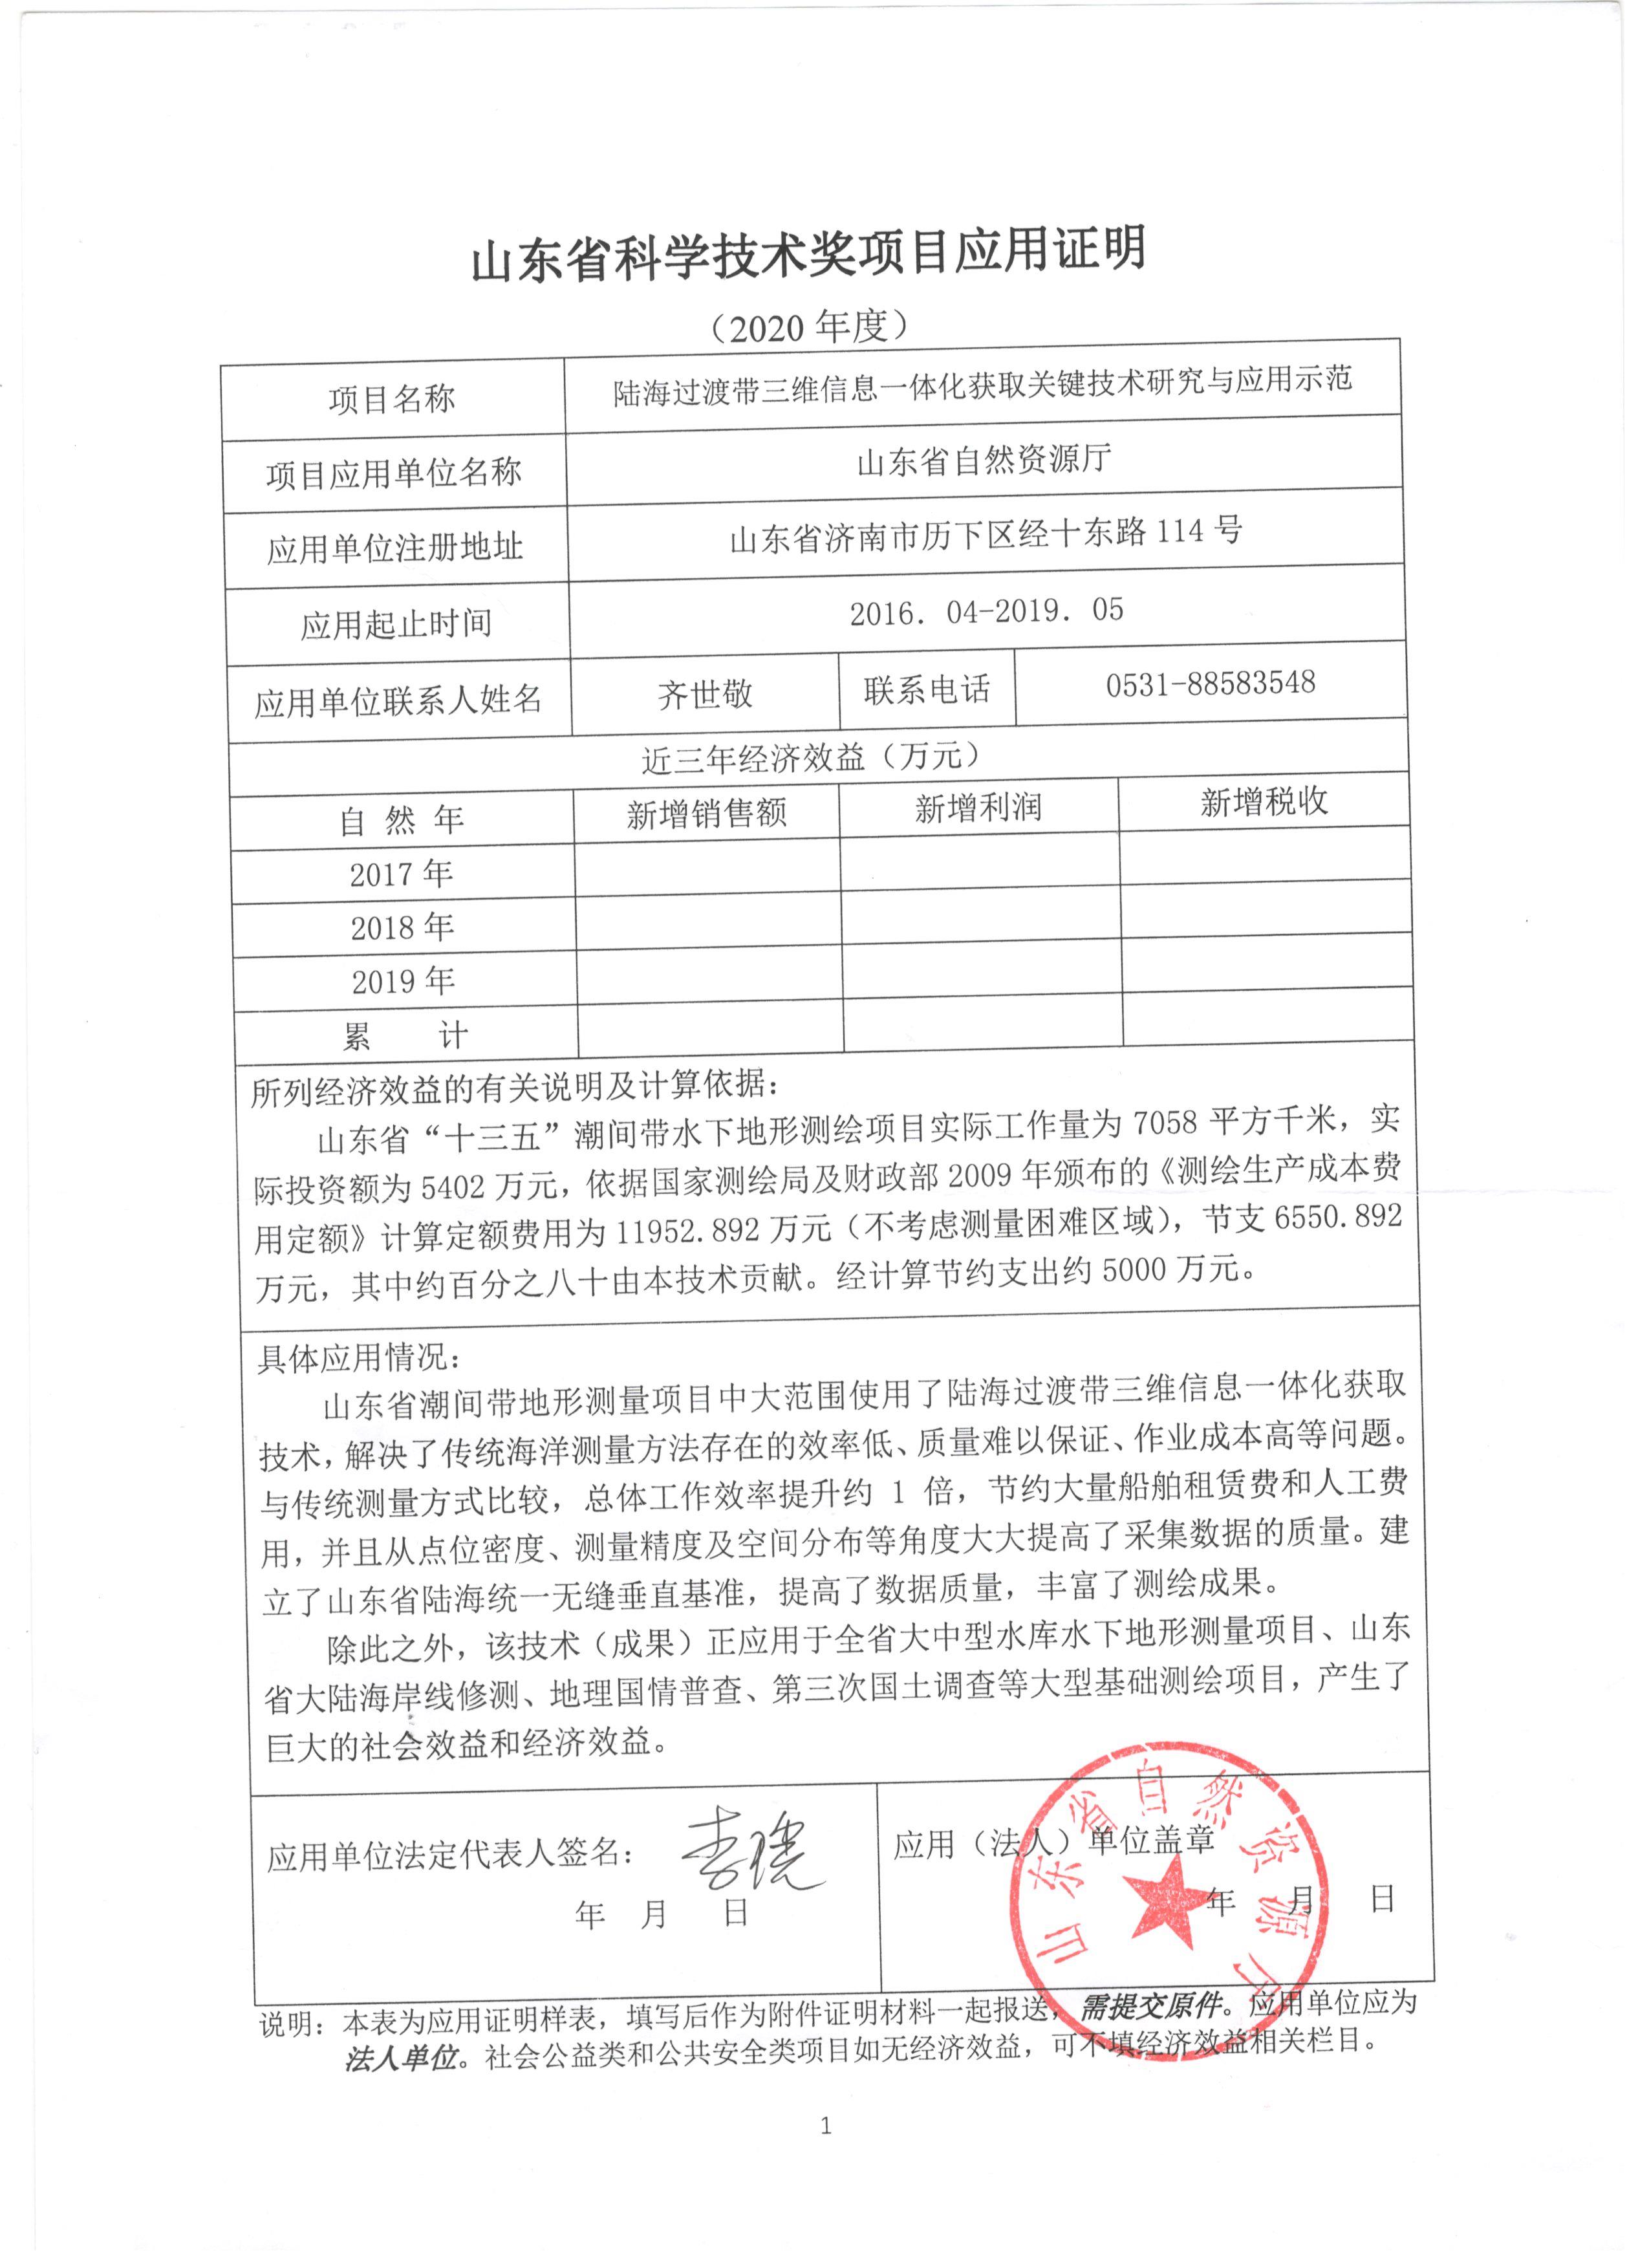 山东省科学技术奖项目应用证明
（2020 年度）
项目名称 陆海过渡带三维信息一体化获取关键技术研究与应用示范
项目应用单位名称 山东省自然资源厅
应用单位注册地址 山东省济南市历下区经十东路 114 号
应用起止时间 2016. 04-2019. 05
应用单位联系人姓名 齐世敬 联系电话 0531-88583548
近三年经济效益（万元）
自 然 年 新增销售额 新增利润 新增税收
2017 年
2018 年
2019 年
累 计
所列经济效益的有关说明及计算依据：
山东省“十三五”潮间带水下地形测绘项目实际工作量为 7058 平方千米，实
际投资额为 5402 万元，依据国家测绘局及财政部 2009 年颁布的《测绘生产成本费
用定额》计算定额费用为 11952.892 万元（不考虑测量困难区域），节支 6550.892
万元，其中约百分之八十由本技术贡献。经计算节约支出约 5000 万元。
具体应用情况：
山东省潮间带地形测量项目中大范围使用了陆海过渡带三维信息一体化获取
技术，解决了传统海洋测量方法存在的效率低、质量难以保证、作业成本高等问题。
与传统测量方式比较，总体工作效率提升约 1 倍，节约大量船舶租赁费和人工费
用，并且从点位密度、测量精度及空间分布等角度大大提高了采集数据的质量。建
立了山东省陆海统一无缝垂直基准，提高了数据质量，丰富了测绘成果。
除此之外，该技术（成果）正应用于全省大中型水库水下地形测量项目、山东
省大陆海岸线修测、地理国情普查、第三次国土调查等大型基础测绘项目，产生了
巨大的社会效益和经济效益。
应用单位法定代表人签名：
年 月 日
应用（法人）单位盖章
年 月 日
山东省自然资源厅
说明：本表为应用证明样表，填写后作为附件证明材料一起报送，需提交原件。应用单位应为
法人单位。社会公益类和公共安全类项目如无经济效益，可不填经济效益相关栏目。
1